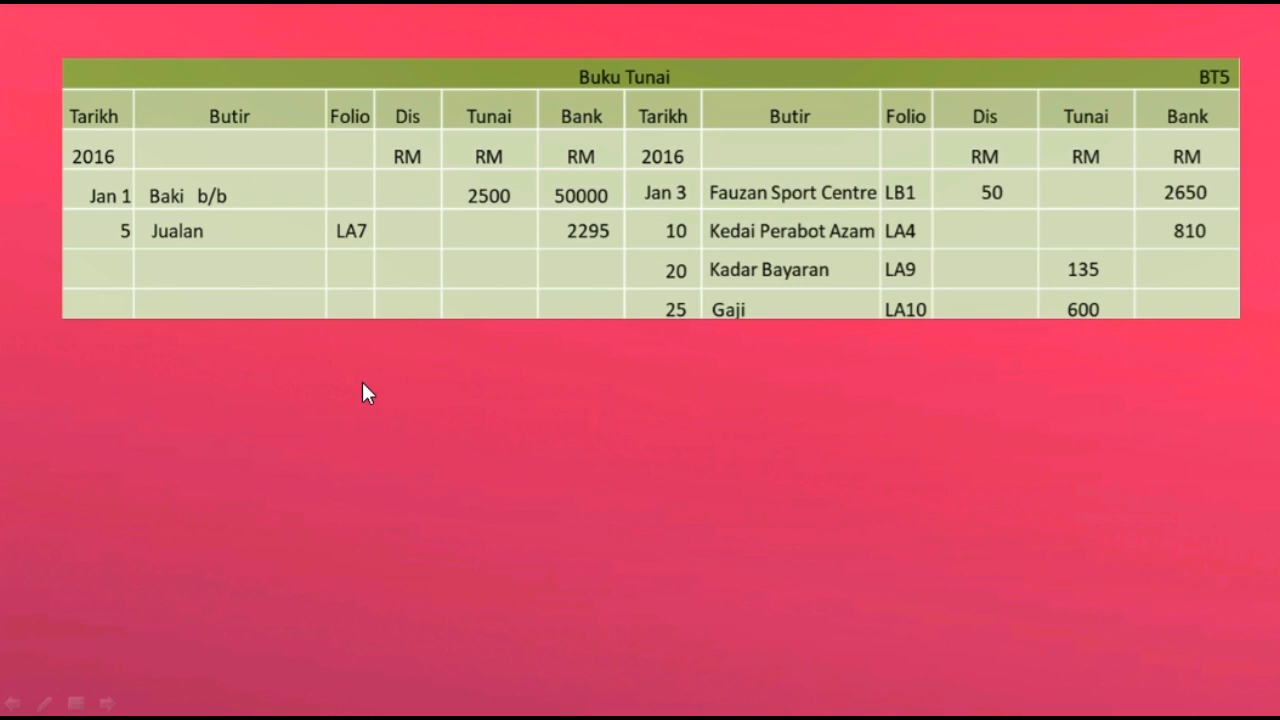 Buku Tunai BT5
Tarikh Butir Folio Dis Tunai Bank Tarikh Butir Folio Dis Tunai Bank
2016 RM RM RM 2016 RM RM RM
Jan 1 Baki b/b 2500 50000 Jan 3 Fauzan Sport Centre LB1 50 2650
5 Jualan LA7 2295 10 Kedai Perabot Azam LA4 810
20 Kadar Bayaran LA9 135
25 Gaji LA10 600